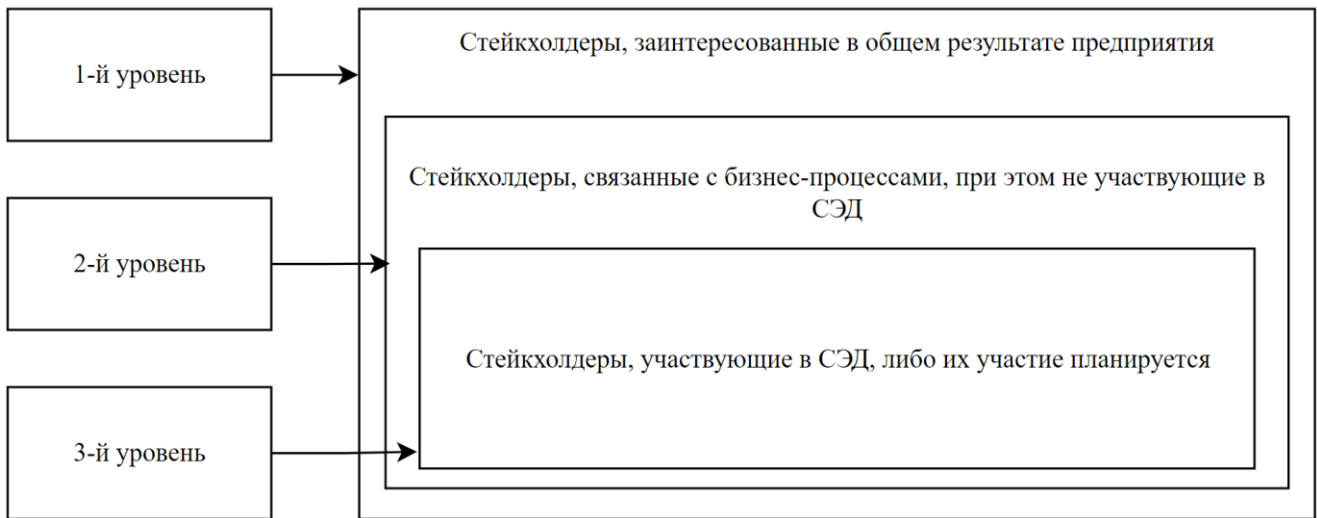 Стейкхолдеры, заинтересованные в общем результате предприятия
1-й уровень
Стейкхолдеры, связанные с бизнес-процессами, при этом не участвующие в
СЭД
2-й уровень
Стейкхолдеры, участвующие в СЭД, либо их участие планируется
3-й уровень